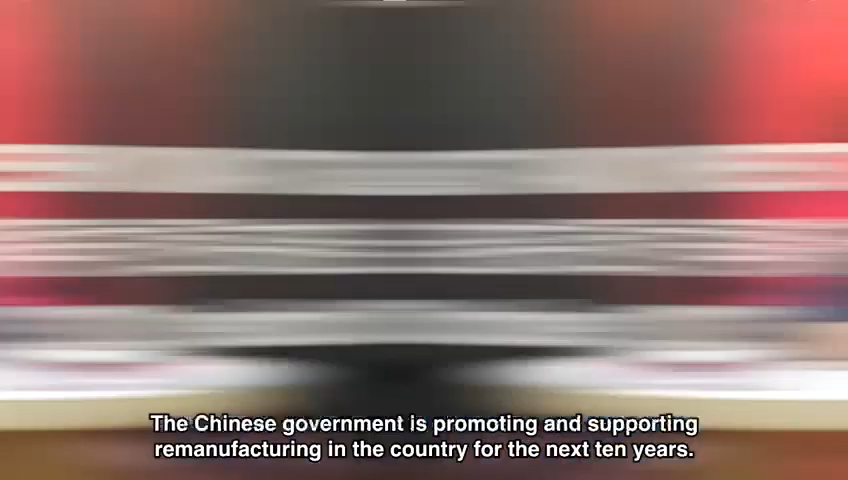 The Chinese government is promoting and supporting
remanufacturing in the country for the next ten years.